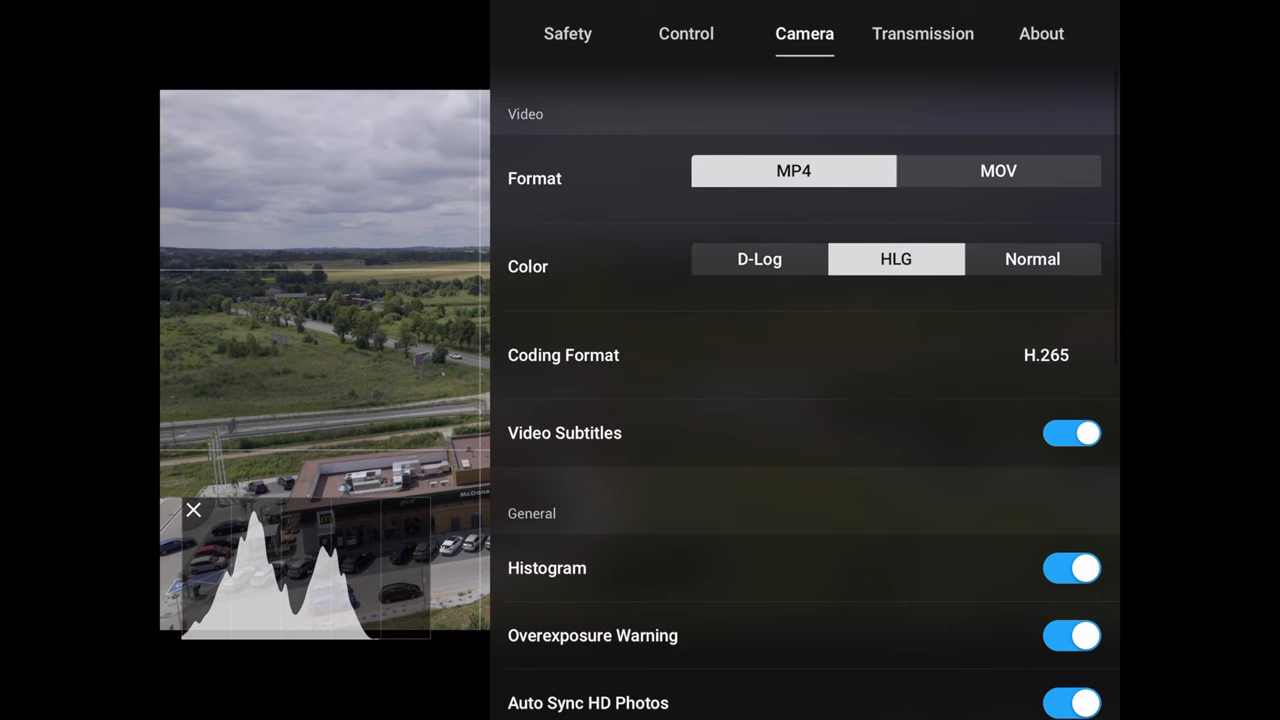 Safety Control Camera Transmission About
Video
Format MP4 MOV
Color D-Log HLG Normal
Coding Format H.265
Video Subtitles
General
Histogram
Overexposure Warning
Auto Sync HD Photos